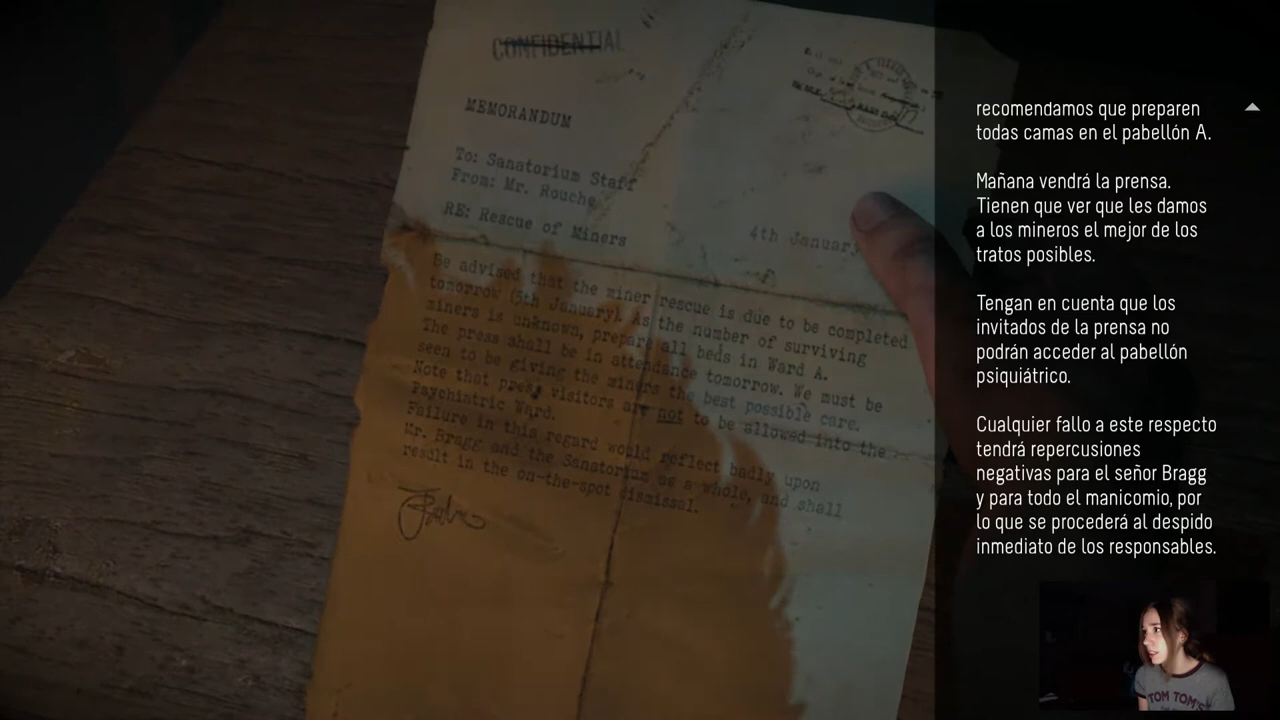 CONFIDENTIAL
MEMORANDUM
To: Sanatorium Staff
From: Mr. Rouche
RE: Rescue of Miners
4th January
Be advised that the miner rescue is due to be completed
tomorrow (5th January). As the number of surviving
miners is unknown, prepare all beds in Ward A.
The press shall be in attendance tomorrow. We must be
seen to be giving the miners the best possible care.
Note that press visitors are not to be allowed into the
Psychiatric Ward.
Failure in this regard would reflect badly upon
Mr. Bragg and the Sanatorium as a whole, and shall
result in the on-the-spot dismissal.
recomendamos que preparen
todas camas en el pabellón A.
Mañana vendrá la prensa.
Tienen que ver que les damos
a los mineros el mejor de los
tratos posibles.
Tengan en cuenta que los
invitados de la prensa no
podrán acceder al pabellón
psiquiátrico.
Cualquier fallo a este respecto
tendrá repercusiones
negativas para el señor Bragg
y para todo el manicomio, por
lo que se procederá al despido
inmediato de los responsables.
TOM TOM'S